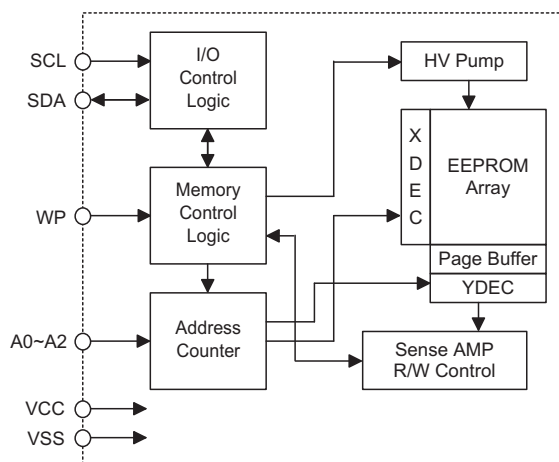 SCL
SDA
WP
A0~A2
VCC
VSS
I/O
Control
Logic
Memory
Control
Logic
Address
Counter
HV Pump
X
D
E
C
EEPROM
Array
Page Buffer
YDEC
Sense AMP
R/W Control